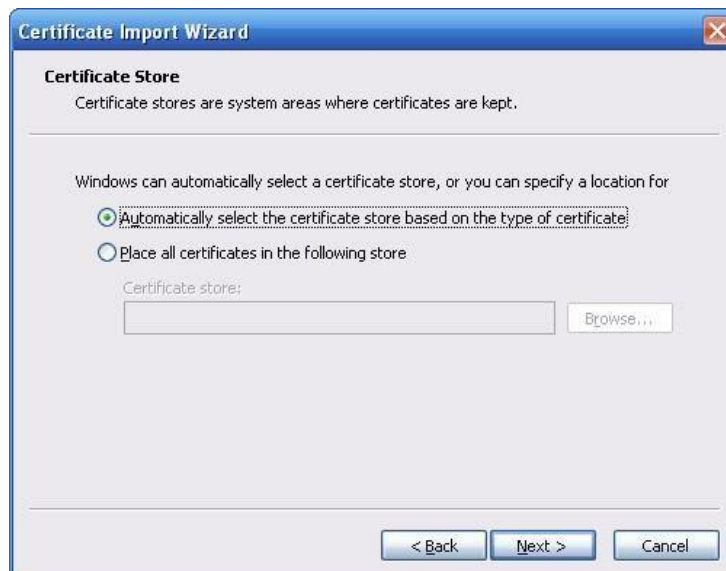 Certificate Import Wizard
Certificate Store
Certificate stores are system areas where certificates are kept.
Windows can automatically select a certificate store, or you can specify a location for
Automatically select the certificate store based on the type of certificate
Place all certificates in the following store
Certificate store:
Browse...
< Back Next > Cancel